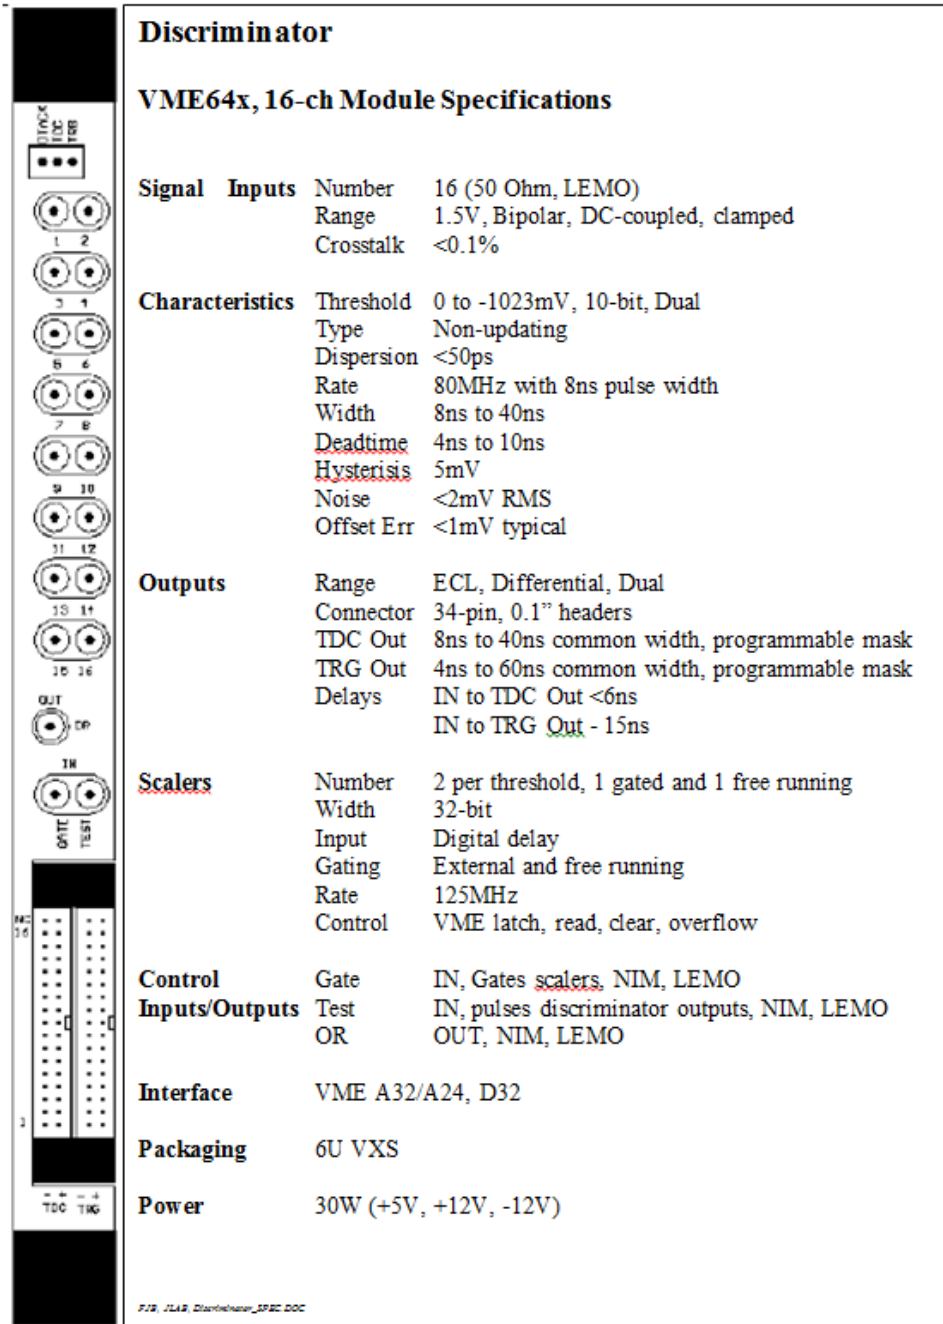 Discriminator
VME64x, 16-ch Module Specifications
Signal Inputs Number 16 (50 Ohm, LEMO)
Range 1.5V, Bipolar, DC-coupled, clamped
Crosstalk <0.1%
Characteristics Threshold 0 to -1023mV, 10-bit, Dual
Type Non-updating
Dispersion <50ps
Rate 80MHz with 8ns pulse width
Width 8ns to 40ns
Deadtime 4ns to 10ns
Hysterisis 5mV
Noise <2mV RMS
Offset Err <1mV typical
Outputs Range ECL, Differential, Dual
Connector 34-pin, 0.1” headers
TDC Out 8ns to 40ns common width, programmable mask
TRG Out 4ns to 60ns common width, programmable mask
Delays IN to TDC Out <6ns
IN to TRG Out - 15ns
Scalers Number 2 per threshold, 1 gated and 1 free running
Width 32-bit
Input Digital delay
Gating External and free running
Rate 125MHz
Control VME latch, read, clear, overflow
Control Gate IN, Gates scalers, NIM, LEMO
Inputs/Outputs Test IN, pulses discriminator outputs, NIM, LEMO
OR OUT, NIM, LEMO
Interface VME A32/A24, D32
Packaging 6U VXS
Power 30W (+5V, +12V, -12V)
FJB, JLAB, Discriminator_SPEC.DOC
DTACK
TDC
1 2
3 4
5 6
7 8
9 10
11 12
13 14
15 16
OUT
OR
IN
GATE
TEST
NC
16
1
- + - +
TDC TRG